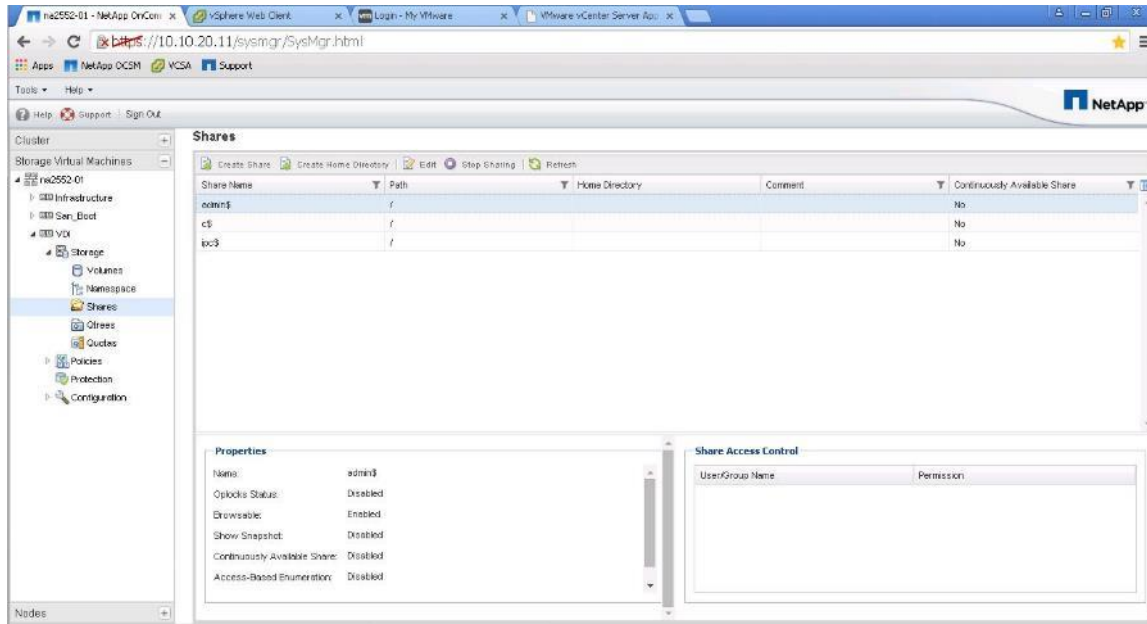 na2552-01 - NetApp OnCom
vSphere Web Client
Login - My VMware
VMware vCenter Server App
https://10.10.20.11/sysmgr/SysMgr.html
Apps NetApp OCSM VCSA Support
Tools Help
NetApp
Help Support Sign Out
Cluster
Shares
Storage Virtual Machines
Create Share Create Home Directory Edit Stop Sharing Refresh
na2552-01
Share Name Path Home Directory Comment Continuously Available Share
Infrastructure
admin$ / No
San_Boot
c$ / No
VDI
ipc$ / No
Storage
Volumes
Namespace
Shares
Qtrees
Quotas
Policies
Protection
Configuration
Properties
Name: admin$
Oplocks Status: Disabled
Browsable: Enabled
Show Snapshot: Disabled
Continuously Available Share: Disabled
Access-Based Enumeration: Disabled
Share Access Control
User/Group Name Permission
Nodes